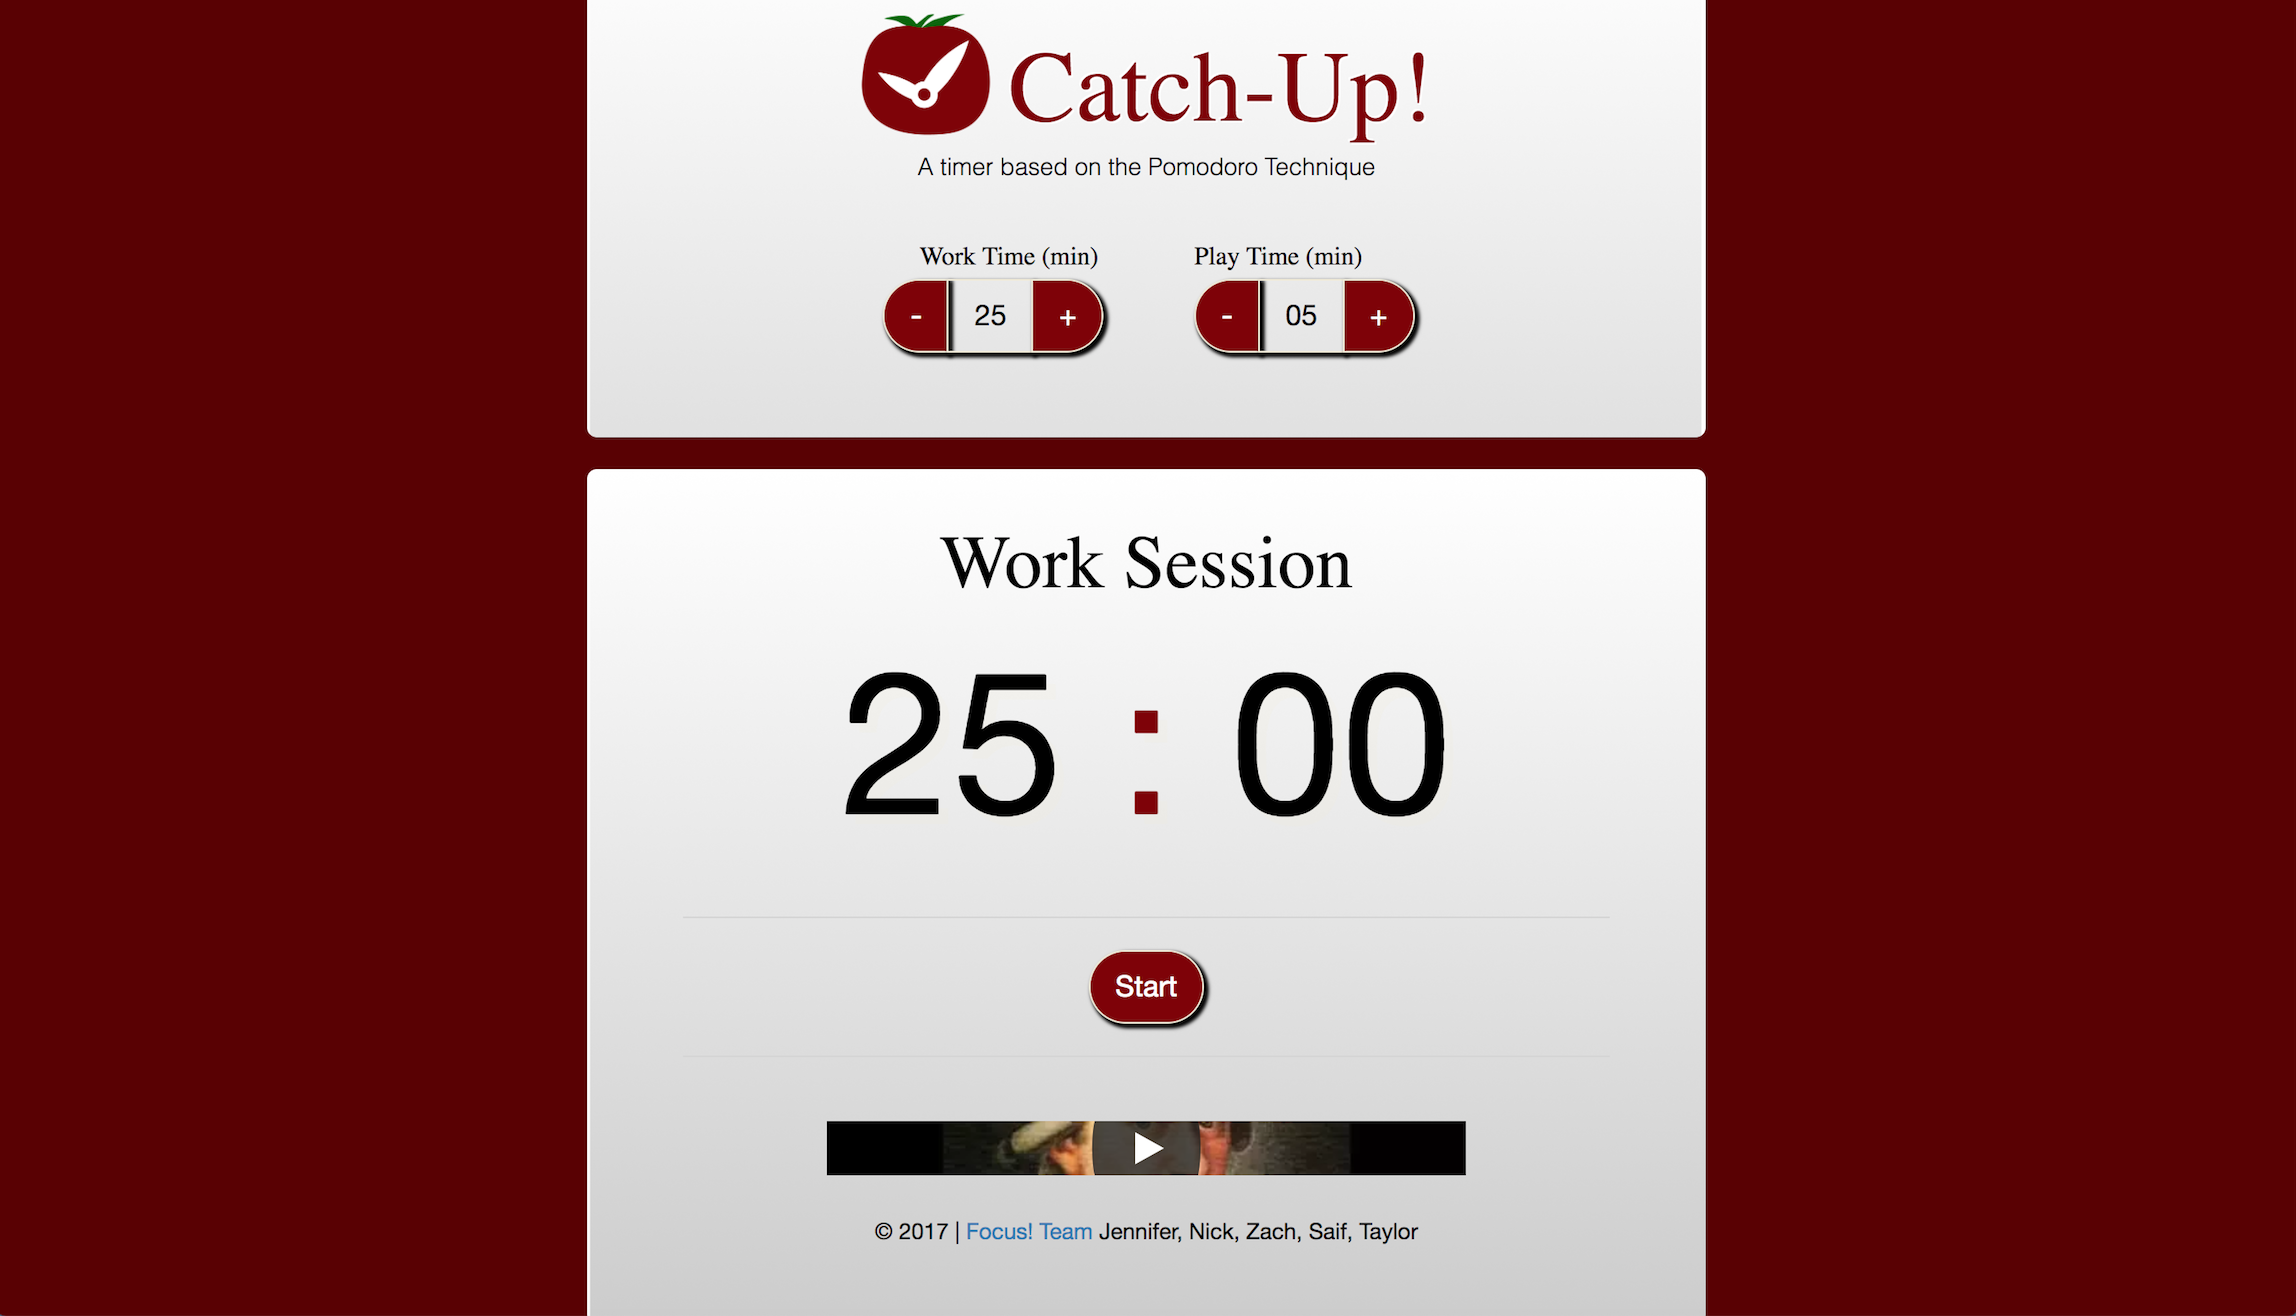 Catch-Up!
A timer based on the Pomodoro Technique
Work Time (min) Play Time (min)
- 25 + - 05 +
Work Session
25 : 00
Start
© 2017 | Focus! Team Jennifer, Nick, Zach, Saif, Taylor